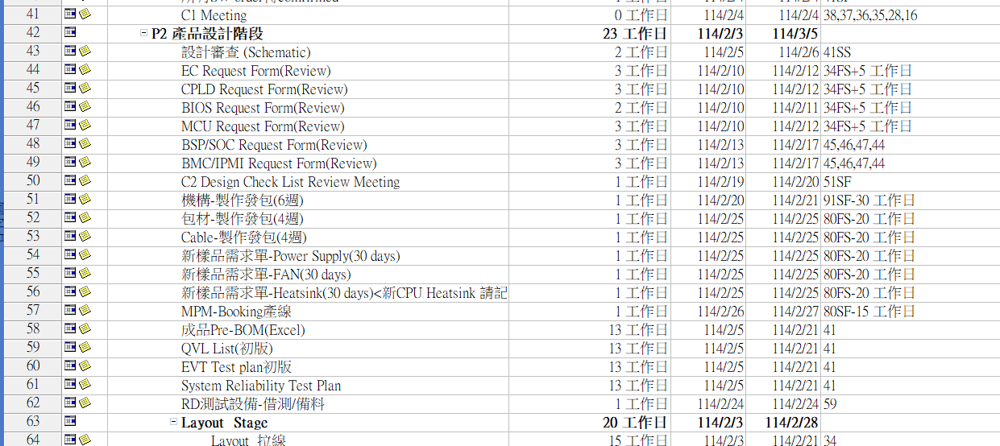 41 C1 Meeting 0 工作日 114/2/4 114/2/4 38,37,36,35,28,16
42 P2 產品設計階段 23 工作日 114/2/3 114/3/5
43 設計審查 (Schematic) 2 工作日 114/2/5 114/2/6 41SS
44 EC Request Form(Review) 3 工作日 114/2/10 114/2/12 34FS+5 工作日
45 CPLD Request Form(Review) 3 工作日 114/2/10 114/2/12 34FS+5 工作日
46 BIOS Request Form(Review) 2 工作日 114/2/10 114/2/11 34FS+5 工作日
47 MCU Request Form(Review) 3 工作日 114/2/10 114/2/12 34FS+5 工作日
48 BSP/SOC Request Form(Review) 3 工作日 114/2/13 114/2/17 45,46,47,44
49 BMC/IPMI Request Form(Review) 3 工作日 114/2/13 114/2/17 45,46,47,44
50 C2 Design Check List Review Meeting 1 工作日 114/2/19 114/2/20 51SF
51 機構-製作發包(6週) 1 工作日 114/2/20 114/2/21 91SF-30 工作日
52 包材-製作發包(4週) 1 工作日 114/2/25 114/2/25 80FS-20 工作日
53 Cable-製作發包(4週) 1 工作日 114/2/25 114/2/25 80FS-20 工作日
54 新樣品需求單-Power Supply(30 days) 1 工作日 114/2/25 114/2/25 80FS-20 工作日
55 新樣品需求單-FAN(30 days) 1 工作日 114/2/25 114/2/25 80FS-20 工作日
56 新樣品需求單-Heatsink(30 days)<新CPU Heatsink 請記 1 工作日 114/2/25 114/2/25 80FS-20 工作日
57 MPM-Booking產線 1 工作日 114/2/26 114/2/27 80SF-15 工作日
58 成品Pre-BOM(Excel) 13 工作日 114/2/5 114/2/21 41
59 QVL List(初版) 13 工作日 114/2/5 114/2/21 41
60 EVT Test plan初版 13 工作日 114/2/5 114/2/21 41
61 System Reliability Test Plan 13 工作日 114/2/5 114/2/21 41
62 RD測試設備-借測/備料 1 工作日 114/2/24 114/2/24 59
63 Layout Stage 20 工作日 114/2/3 114/2/28
64 Layout 拉線 15 工作日 114/2/3 114/2/21 34